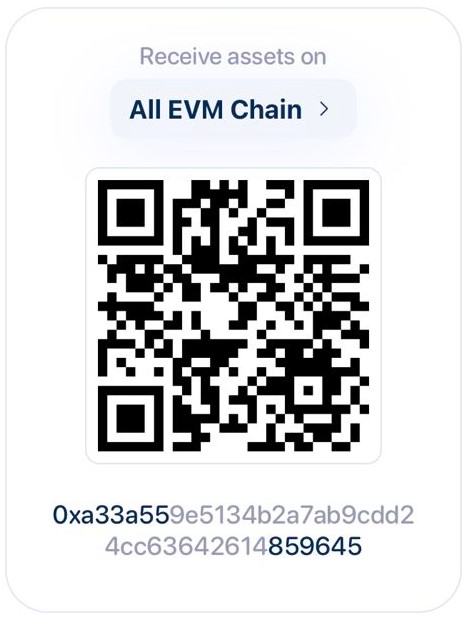 Receive assets on
All EVM Chain >
0xa33a559e5134b2a7ab9cdd2
4cc63642614859645